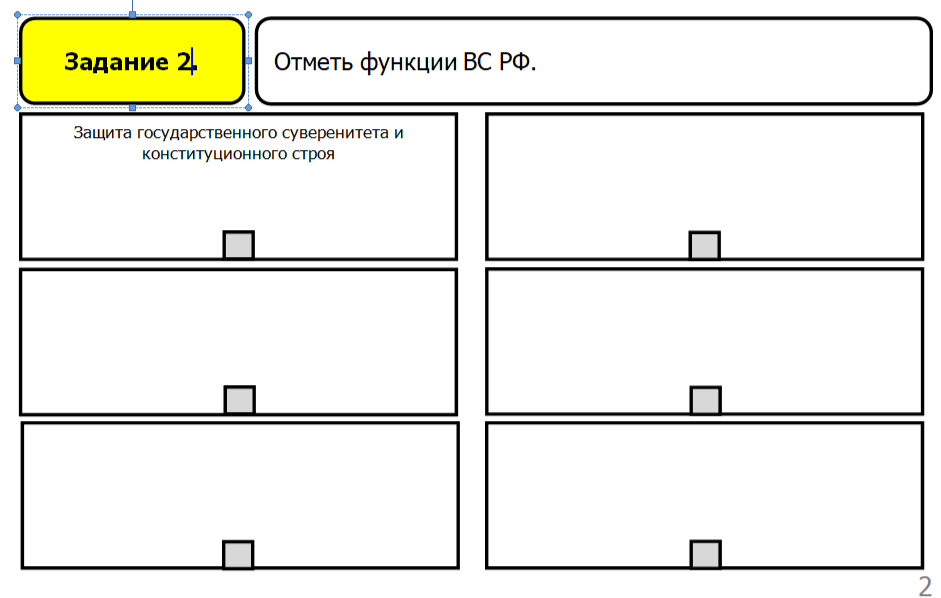 Задание 2.
Отметь функции ВС РФ.
Защита государственного суверенитета и
конституционного строя
2